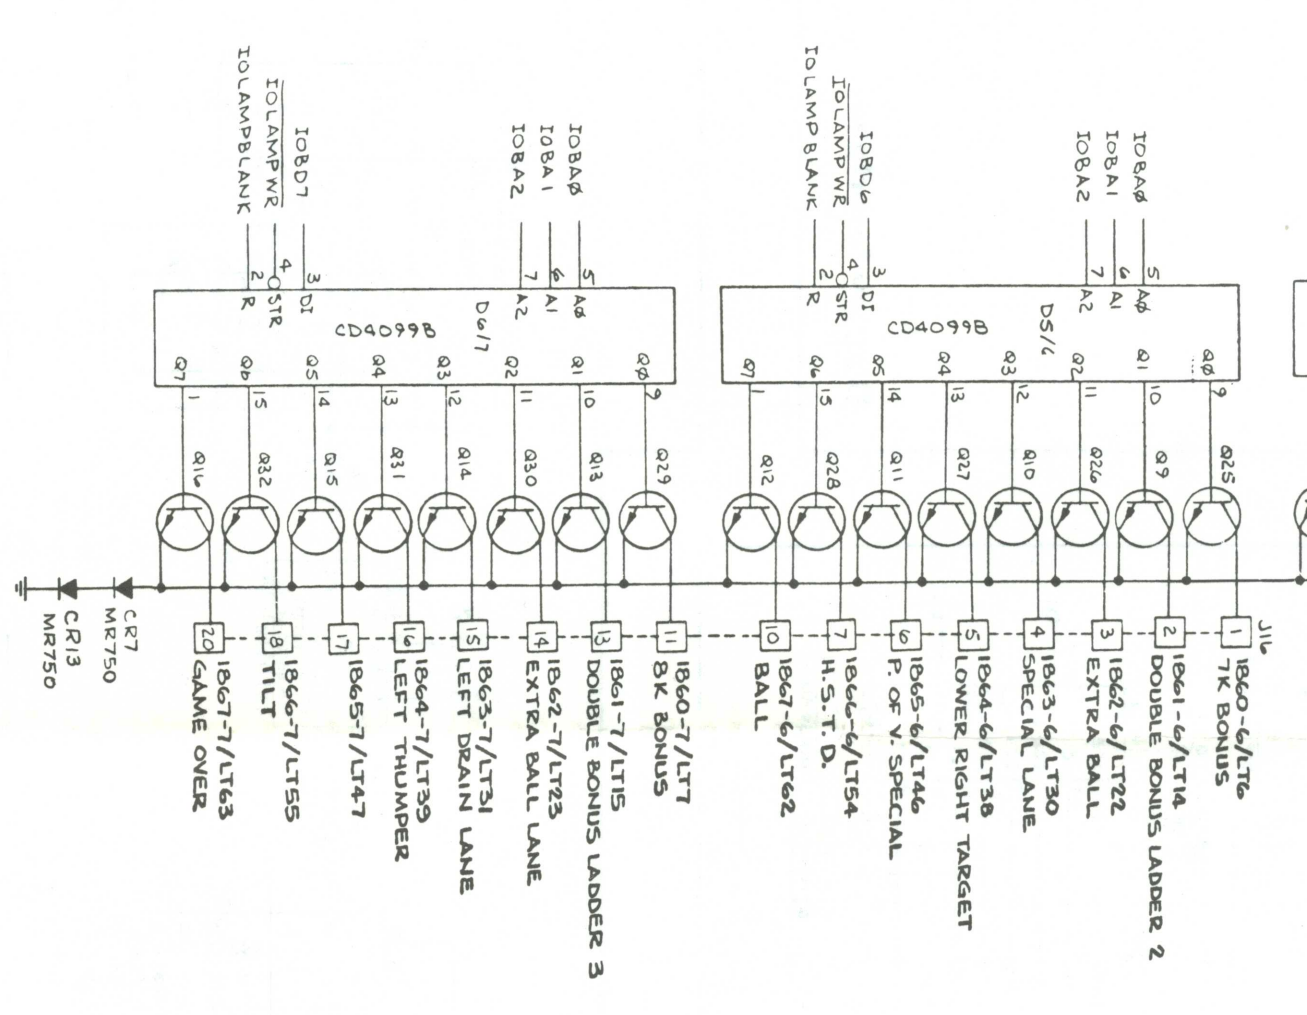 IOLAMPBLANK
IOLAMPWR
IOBD7
IOBA2
IOBA1
IOBAØ
IOLAMPBLANK
IOLAMPWR
IOBD6
IOBA2
IOBA1
IOBAØ
2
4
3
7
6
5
2
4
3
7
6
5
R
STR
DI
A2
A1
AØ
R
STR
DI
A2
A1
AØ
CD4099B
D6/7
CD4099B
D5/6
Q7
Q6
Q5
Q4
Q3
Q2
Q1
QØ
Q7
Q6
Q5
Q4
Q3
Q2
Q1
QØ
1
15
14
13
12
11
10
9
1
15
14
13
12
11
10
9
Q16
Q32
Q15
Q31
Q14
Q30
Q13
Q29
Q12
Q28
Q11
Q27
Q10
Q26
Q9
Q25
CR13
MR750
CR7
MR750
J16
20
18
17
16
15
14
13
11
10
7
6
5
4
3
2
1
1867-7/LT63
GAME OVER
1866-7/LT55
TILT
1865-7/LT47
1864-7/LT39
LEFT THUMPER
1863-7/LT31
LEFT DRAIN LANE
1862-7/LT23
EXTRA BALL LANE
1861-7/LT15
DOUBLE BONUS LADDER 3
1860-7/LT7
8K BONUS
1867-6/LT62
BALL
1866-6/LT54
H.S.T.D.
1865-6/LT46
P. OF V. SPECIAL
1864-6/LT38
LOWER RIGHT TARGET
1863-6/LT30
SPECIAL LANE
1862-6/LT22
EXTRA BALL
1861-6/LT14
DOUBLE BONUS LADDER 2
1860-6/LT6
7K BONUS